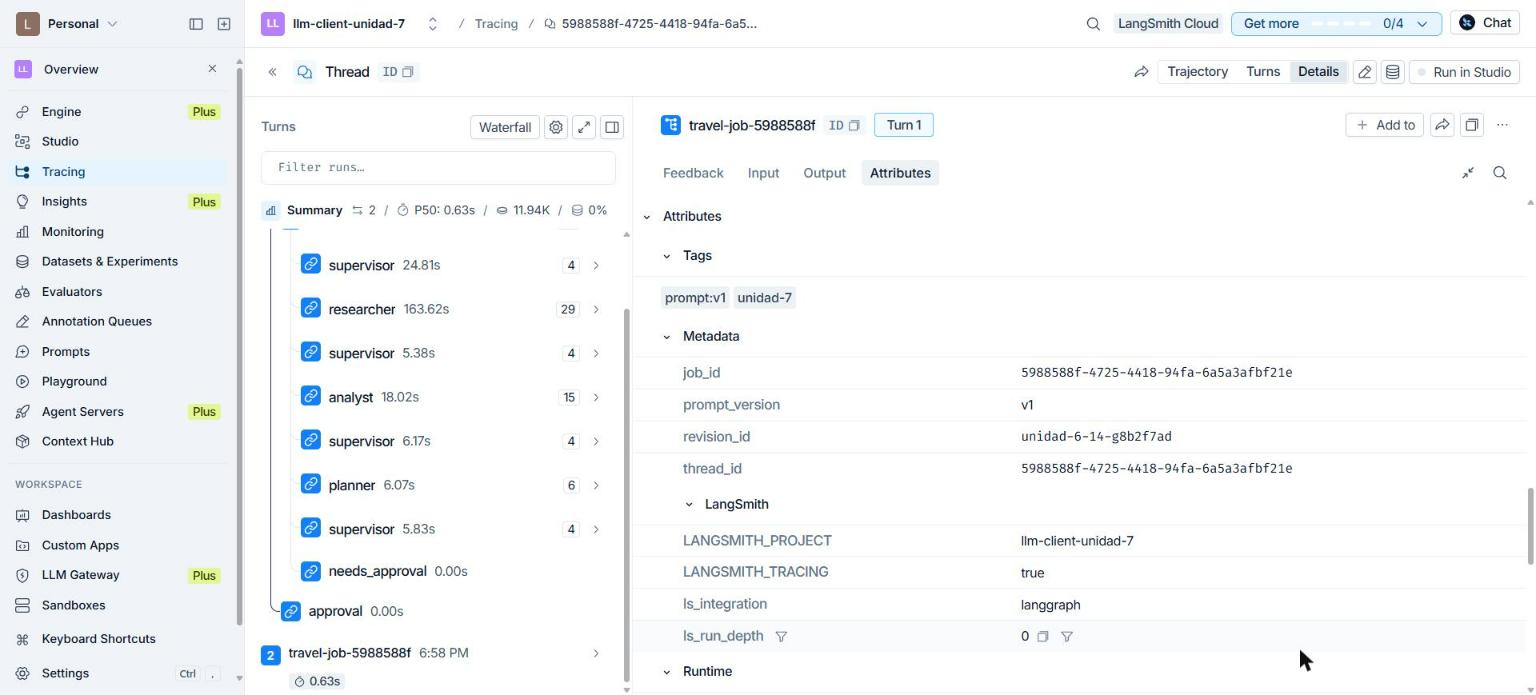 L Personal
LL llm-client-unidad-7 / Tracing / 5988588f-4725-4418-94fa-6a5...
LangSmith Cloud
Get more 0/4
Chat
LL Overview
Engine Plus
Studio
Tracing
Insights Plus
Monitoring
Datasets & Experiments
Evaluators
Annotation Queues
Prompts
Playground
Agent Servers Plus
Context Hub
WORKSPACE
Dashboards
Custom Apps
LLM Gateway Plus
Sandboxes
Keyboard Shortcuts
Settings Ctrl ,
Thread ID
Trajectory Turns Details
Run in Studio
Turns
Waterfall
Filter runs…
Summary 2 / P50: 0.63s / 11.94K / 0%
supervisor 24.81s 4
researcher 163.62s 29
supervisor 5.38s 4
analyst 18.02s 15
supervisor 6.17s 4
planner 6.07s 6
supervisor 5.83s 4
needs_approval 0.00s
approval 0.00s
2 travel-job-5988588f 6:58 PM
0.63s
travel-job-5988588f ID Turn 1
+ Add to
Feedback Input Output Attributes
Attributes
Tags
prompt:v1 unidad-7
Metadata
job_id 5988588f-4725-4418-94fa-6a5a3afbf21e
prompt_version v1
revision_id unidad-6-14-g8b2f7ad
thread_id 5988588f-4725-4418-94fa-6a5a3afbf21e
LangSmith
LANGSMITH_PROJECT llm-client-unidad-7
LANGSMITH_TRACING true
ls_integration langgraph
ls_run_depth 0
Runtime